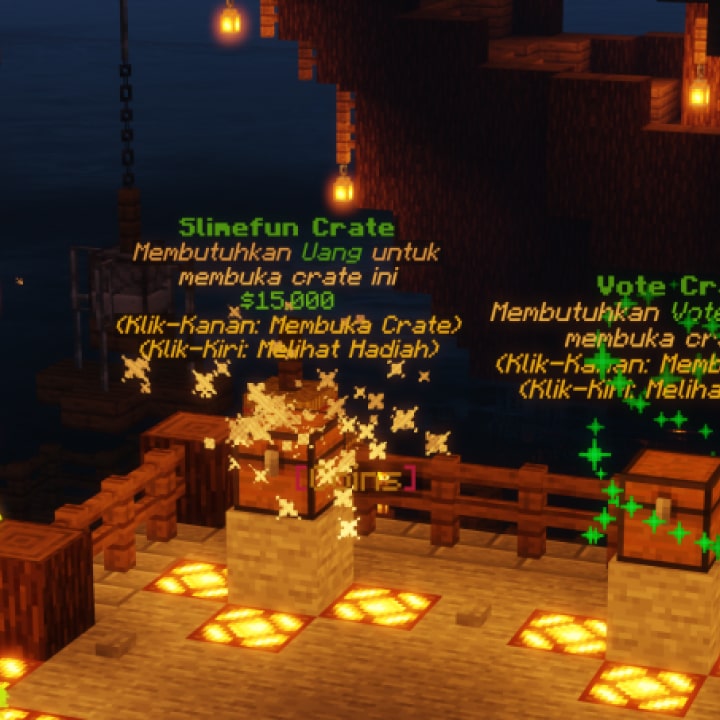 Slimefun Crate
Membutuhkan Uang untuk
membuka crate ini
$15,000
(Klik-Kanan: Membuka Crate)
(Klik-Kiri: Melihat Hadiah)
[Coins]
Vote Cr
Membutuhkan Vote
membuka cr
(Klik-Kanan: Memb
(Klik-Kiri: Meliha